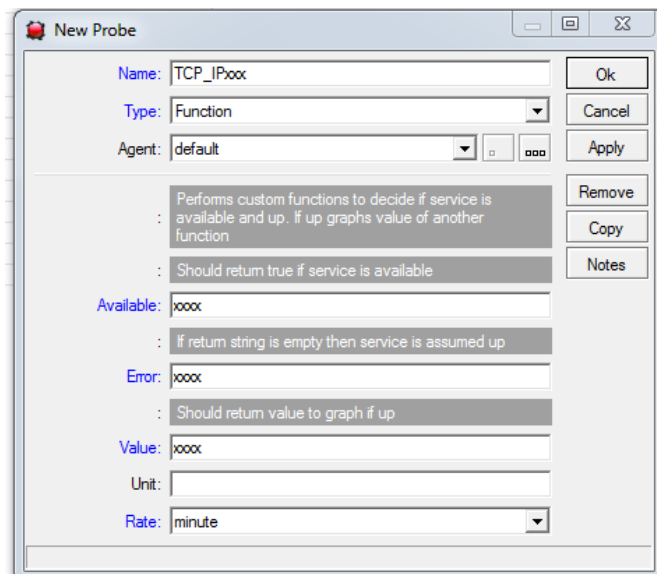 New Probe
Name: TCP_IPxxx
Ok
Type: Function
Cancel
Agent: default
Apply
Performs custom functions to decide if service is
: available and up. If up graphs value of another
function
Remove
Copy
: Should return true if service is available
Notes
Available: xxxx
: If return string is empty then service is assumed up
Error: xxxx
: Should return value to graph if up
Value: xxxx
Unit:
Rate: minute